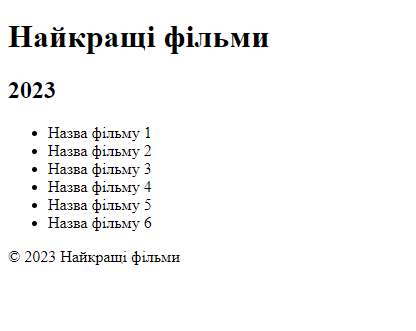 Найкращі фільми
2023
Назва фільму 1
Назва фільму 2
Назва фільму 3
Назва фільму 4
Назва фільму 5
Назва фільму 6
© 2023 Найкращі фільми